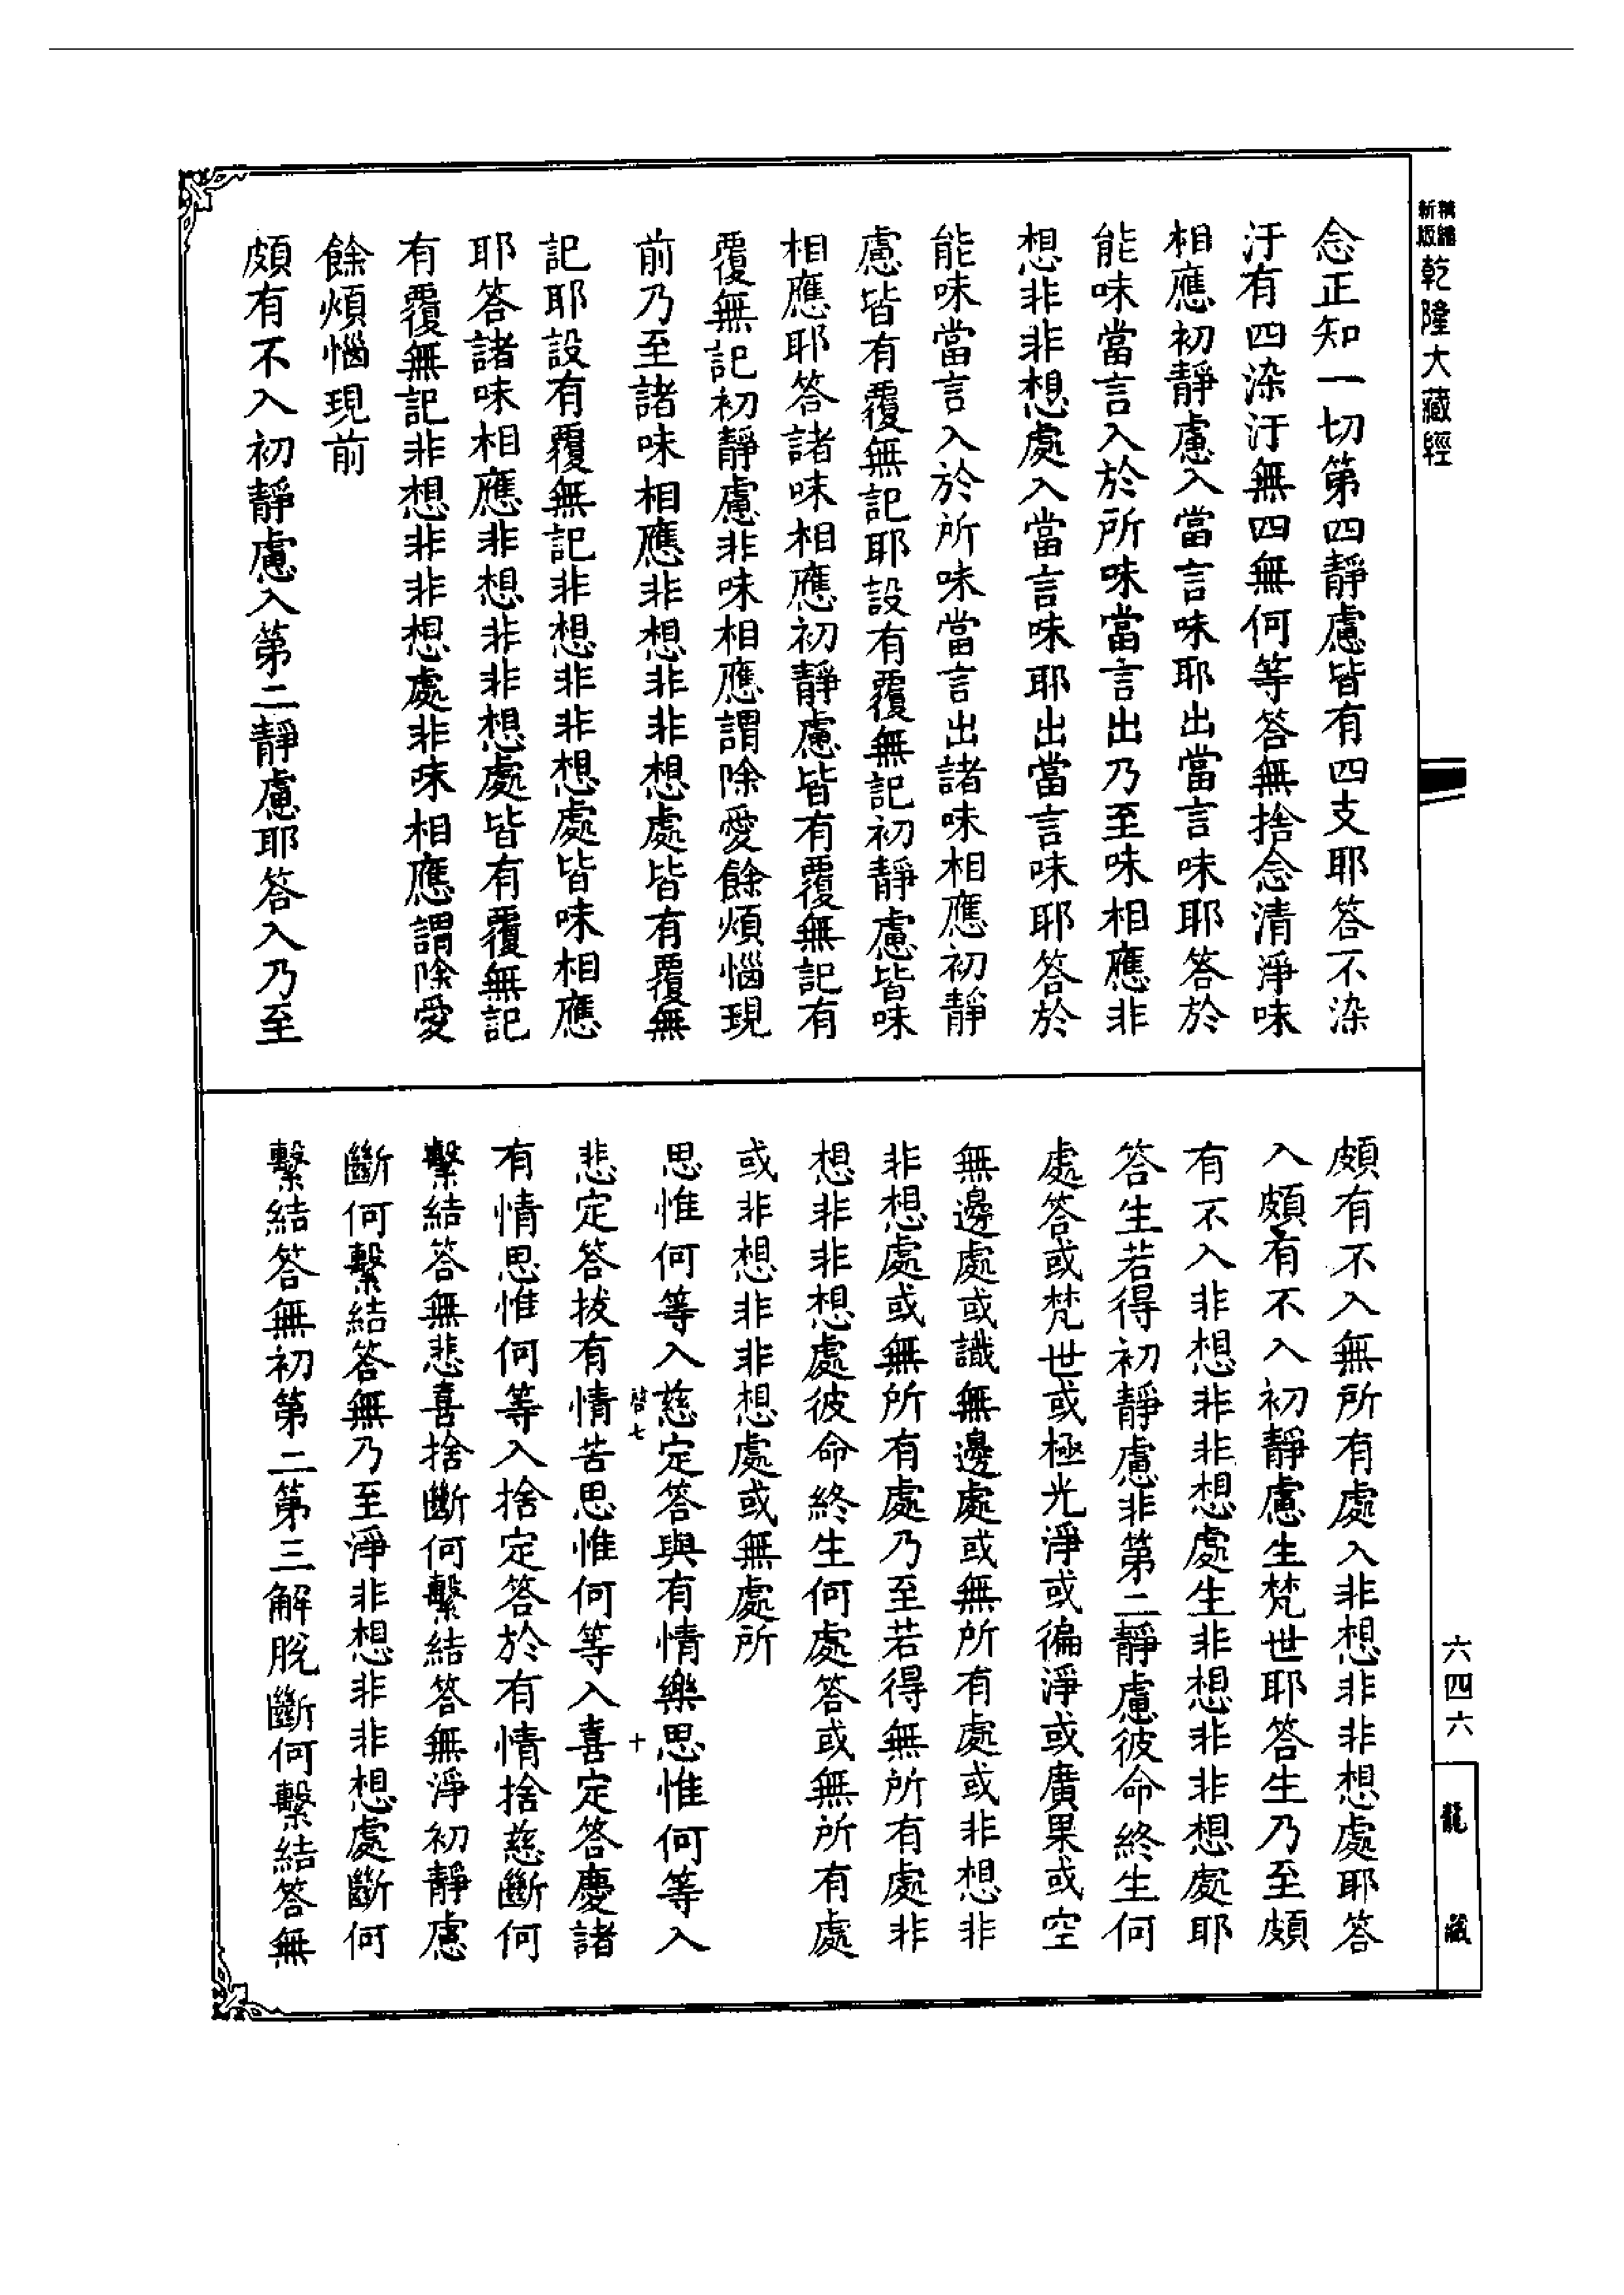 精譯新版乾隆大藏經
念正知一切第四靜慮皆有四支耶答不染
汙有四染汙無四無何等答無捨念清淨味
相應初靜慮入當言味耶出當言味耶答於
能味當言入於所味當言出乃至味相應非
想非非想處入當言味耶出當言味耶答於
能味當言入於所味當言出諸味相應初靜
慮皆有覆無記耶設有覆無記初靜慮皆味
相應耶答諸味相應初靜慮皆有覆無記有
覆無記初靜慮非味相應謂除愛餘煩惱現
前乃至諸味相應非想非非想處皆有覆無
記耶設有覆無記非想非非想處皆味相應
耶答諸味相應非想非非想處皆有覆無記
有覆無記非想非非想處非味相應謂除愛
餘煩惱現前
頗有不入初靜慮入第二靜慮耶答入乃至
頗有不入無所有處入非想非非想處耶答
入頗有不入初靜慮生梵世耶答生乃至頗
有不入非想非非想處生非想非非想處耶
答生若得初靜慮非第二靜慮彼命終生何
處答或梵世或極光淨或徧淨或廣果或空
無邊處或識無邊處或無所有處或非想非
非想處或無所有處乃至若得無所有處非
想非非想處彼命終生何處答或無所有處
或非想非非想處或無處所
思惟何等入慈定答與有情樂思惟何等入
啓七 十
悲定答拔有情苦思惟何等入喜定答慶諸
有情思惟何等入捨定答於有情捨慈斷何
繫結答無悲喜捨斷何繫結答無淨初靜慮
斷何繫結答無乃至淨非想非非想處斷何
繫結答無初第二第三解脫斷何繫結答無
六四六
龍藏